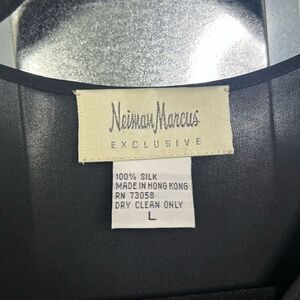 Neiman Marcus
EXCLUSIVE
100% SILK
MADE IN HONG KONG
RN 73058
DRY CLEAN ONLY
L